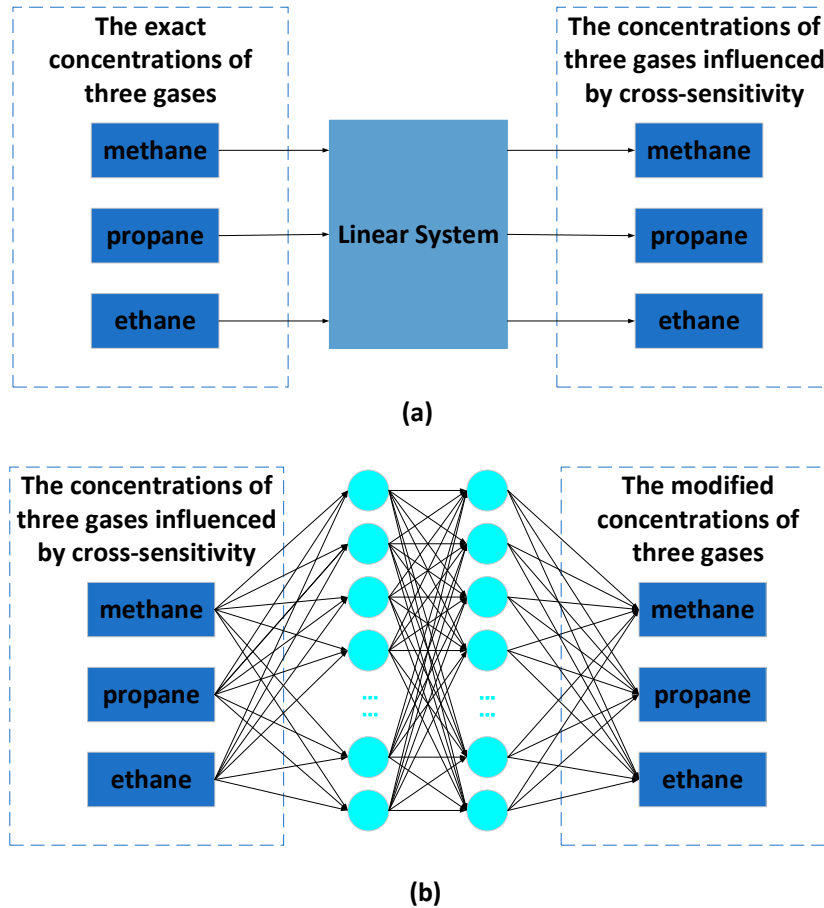 The exact
concentrations of
three gases
methane
propane
ethane
Linear System
The concentrations of
three gases influenced
by cross-sensitivity
methane
propane
ethane
(a)
The concentrations of
three gases influenced
by cross-sensitivity
methane
propane
ethane
...
...
...
...
The modified
concentrations of
three gases
methane
propane
ethane
(b)